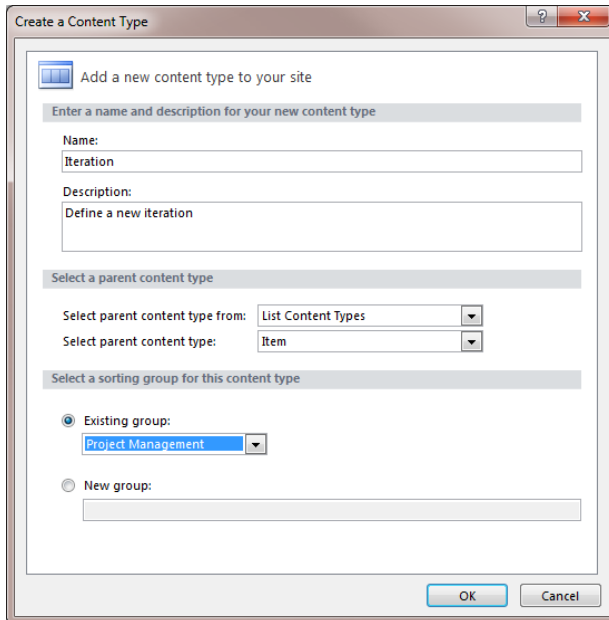 Create a Content Type
Add a new content type to your site
Enter a name and description for your new content type
Name:
Iteration
Description:
Define a new iteration
Select a parent content type
Select parent content type from: List Content Types
Select parent content type: Item
Select a sorting group for this content type
Existing group:
Project Management
New group:
OK Cancel